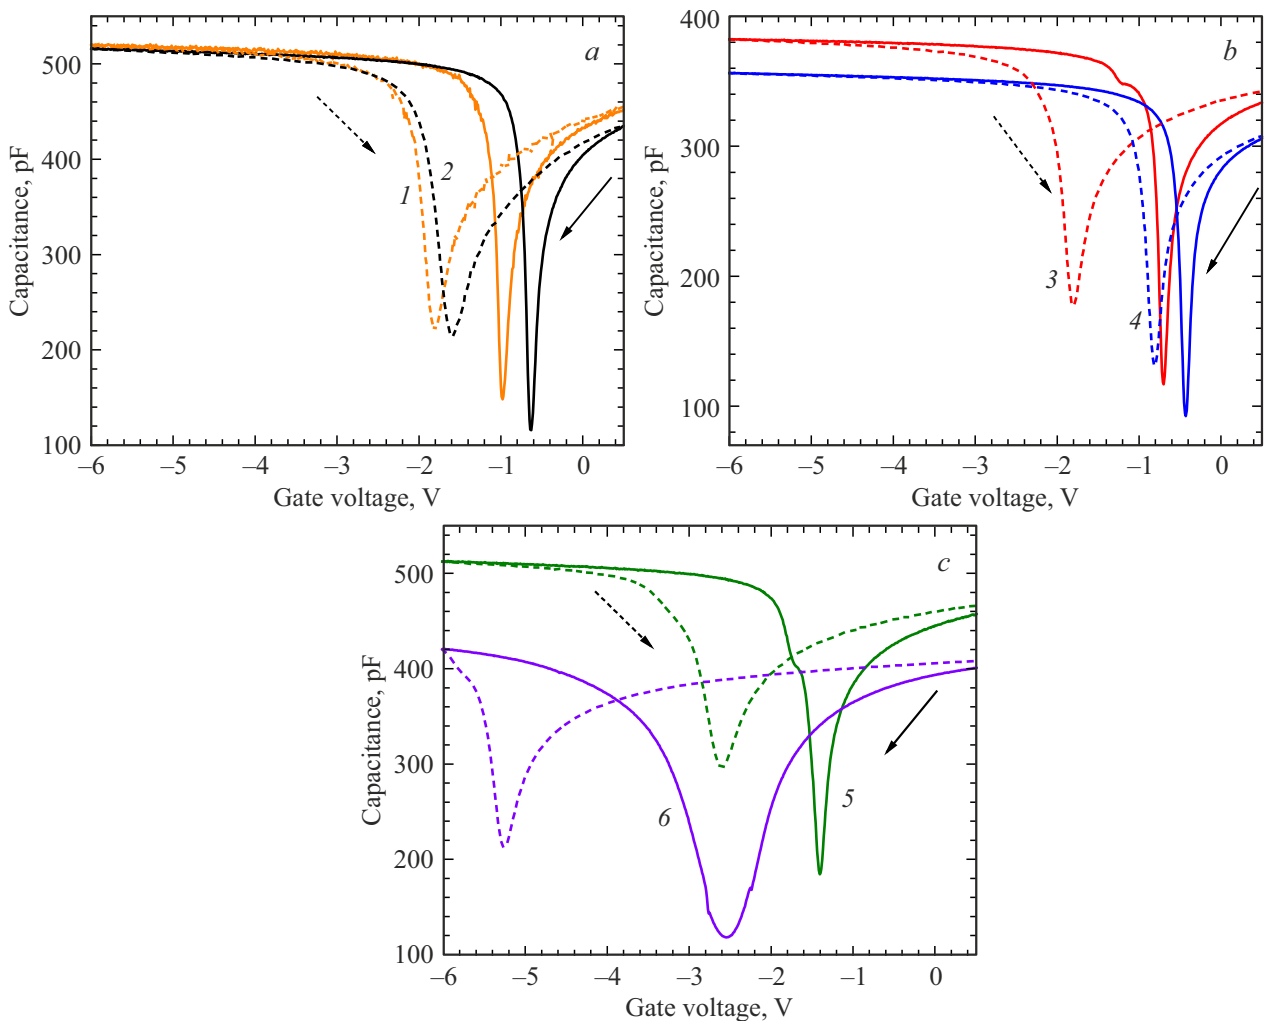 a
Capacitance, pF
500
400
300
200
100
1
2
–6 –5 –4 –3 –2 –1 0
Gate voltage, V
b
Capacitance, pF
400
300
200
100
3
4
–6 –5 –4 –3 –2 –1 0
Gate voltage, V
c
Capacitance, pF
500
400
300
200
100
5
6
–6 –5 –4 –3 –2 –1 0
Gate voltage, V